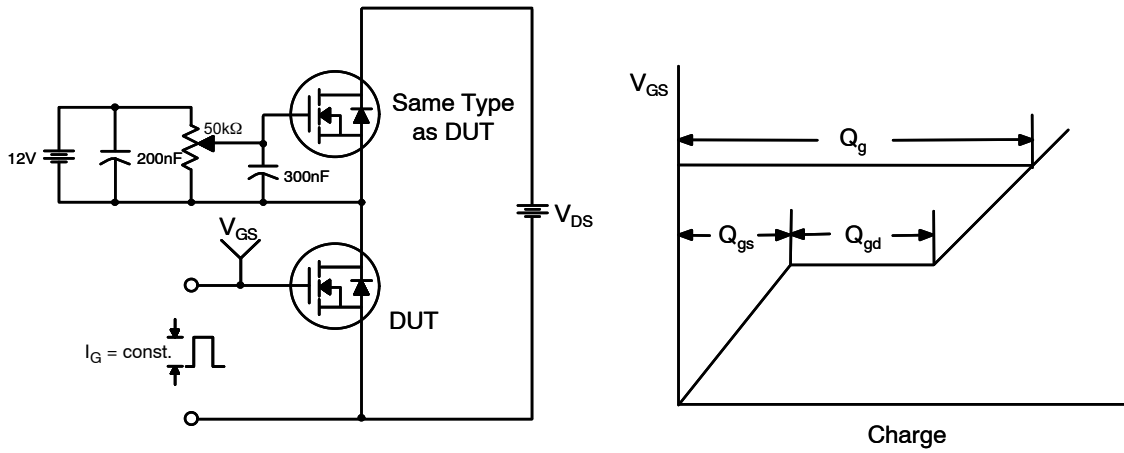 Same Type
as DUT
50kΩ
12V
200nF
300nF
V_GS
V_DS
DUT
I_G = const.
V_GS
Q_g
Q_gs
Q_gd
Charge